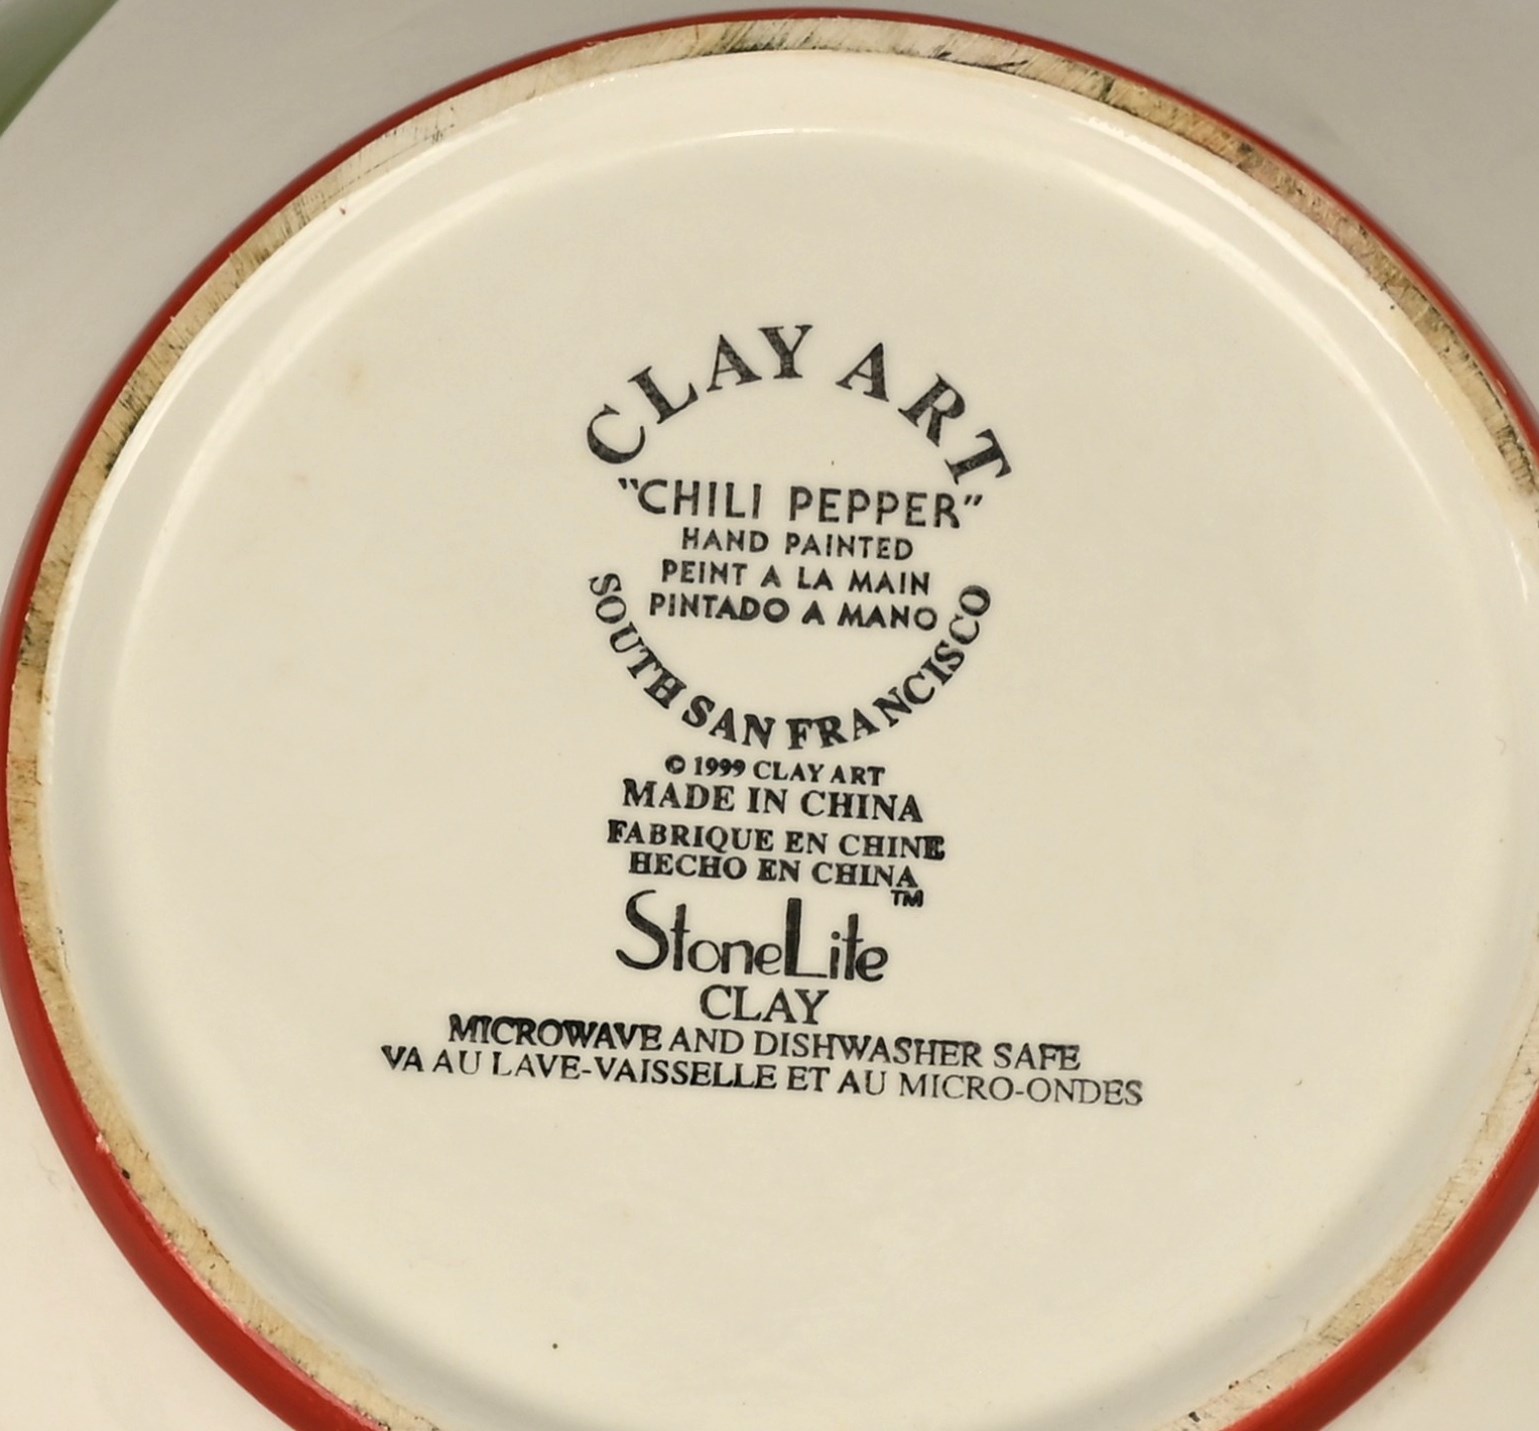 CLAY ART
"CHILI PEPPER"
HAND PAINTED
PEINT A LA MAIN
PINTADO A MANO
SOUTH SAN FRANCISCO
© 1999 CLAY ART
MADE IN CHINA
FABRIQUE EN CHINE
HECHO EN CHINA
StoneLite™
CLAY
MICROWAVE AND DISHWASHER SAFE
VA AU LAVE-VAISSELLE ET AU MICRO-ONDES